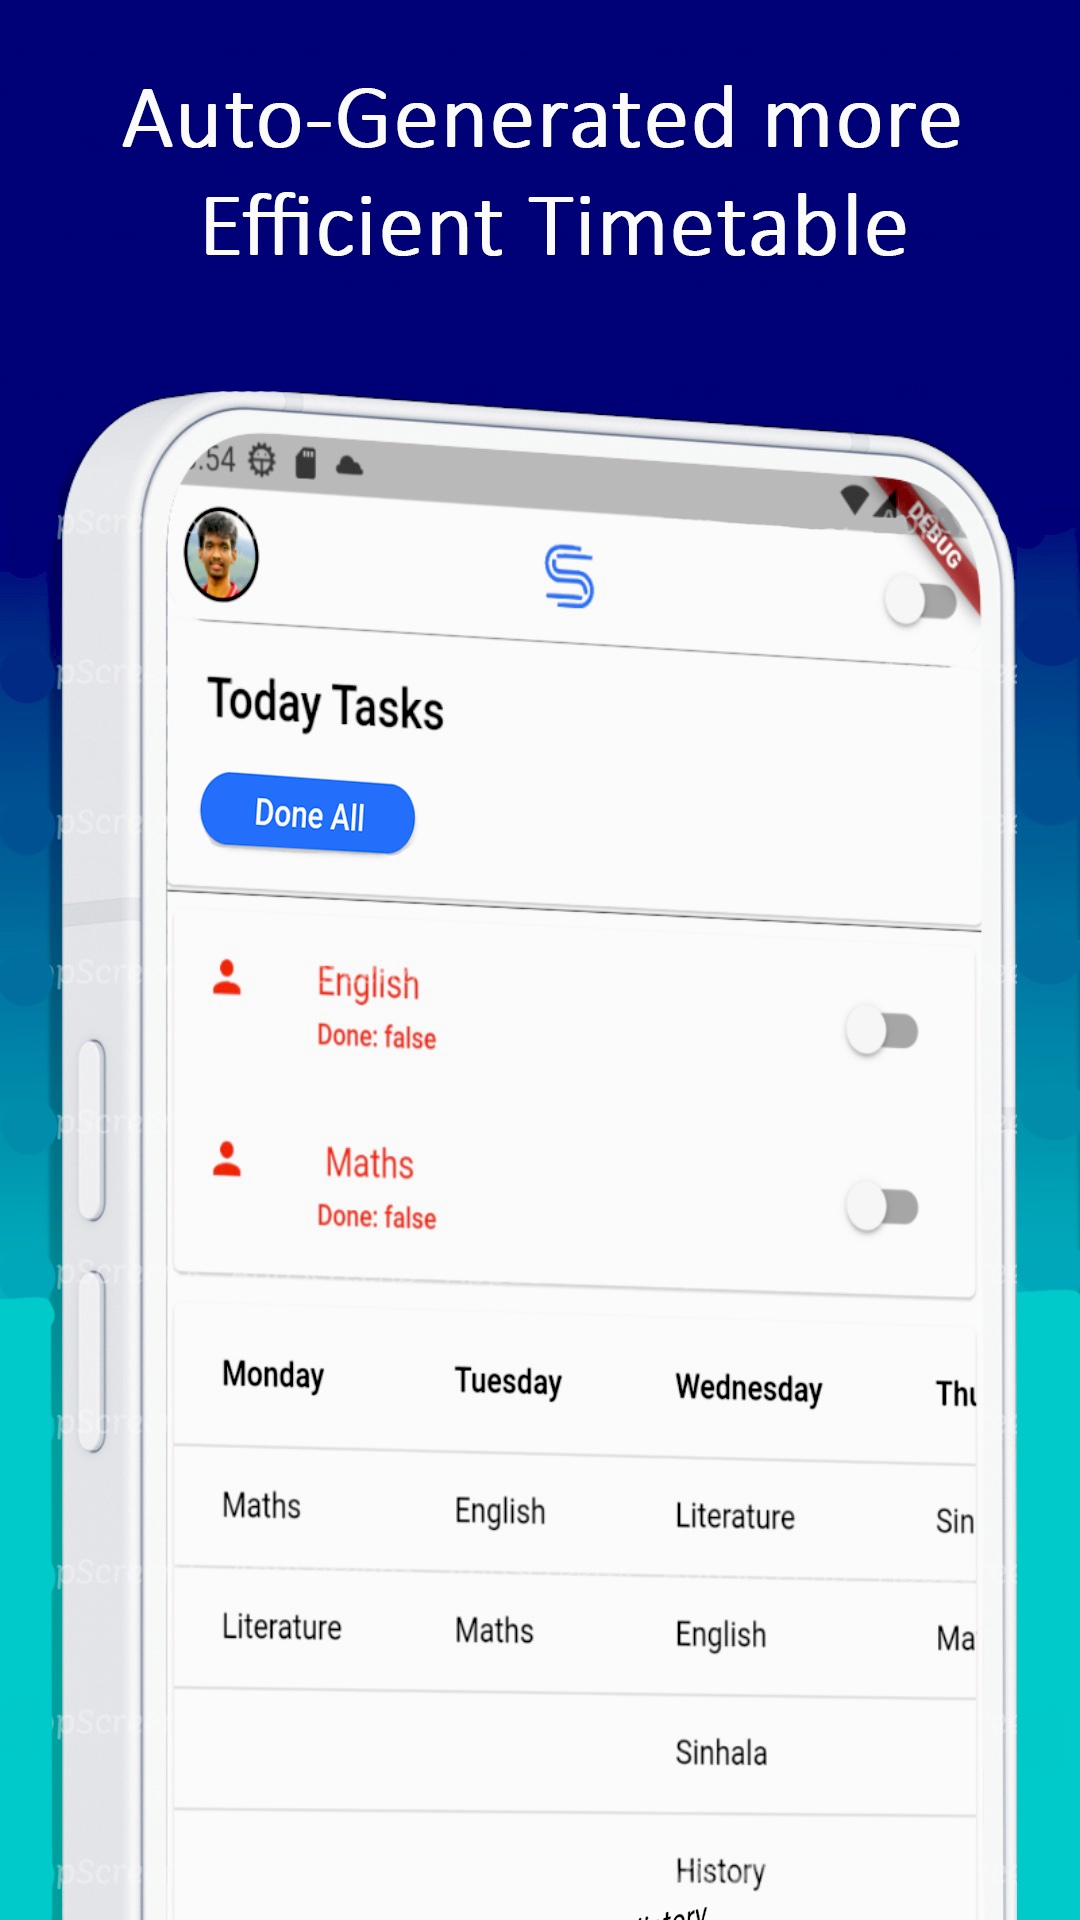 Auto-Generated more
Efficient Timetable
:54
DEBUG
Today Tasks
Done All
English
Done: false
Maths
Done: false
Monday Tuesday Wednesday Thu
Maths English Literature Sin
Literature Maths English Ma
Sinhala
History